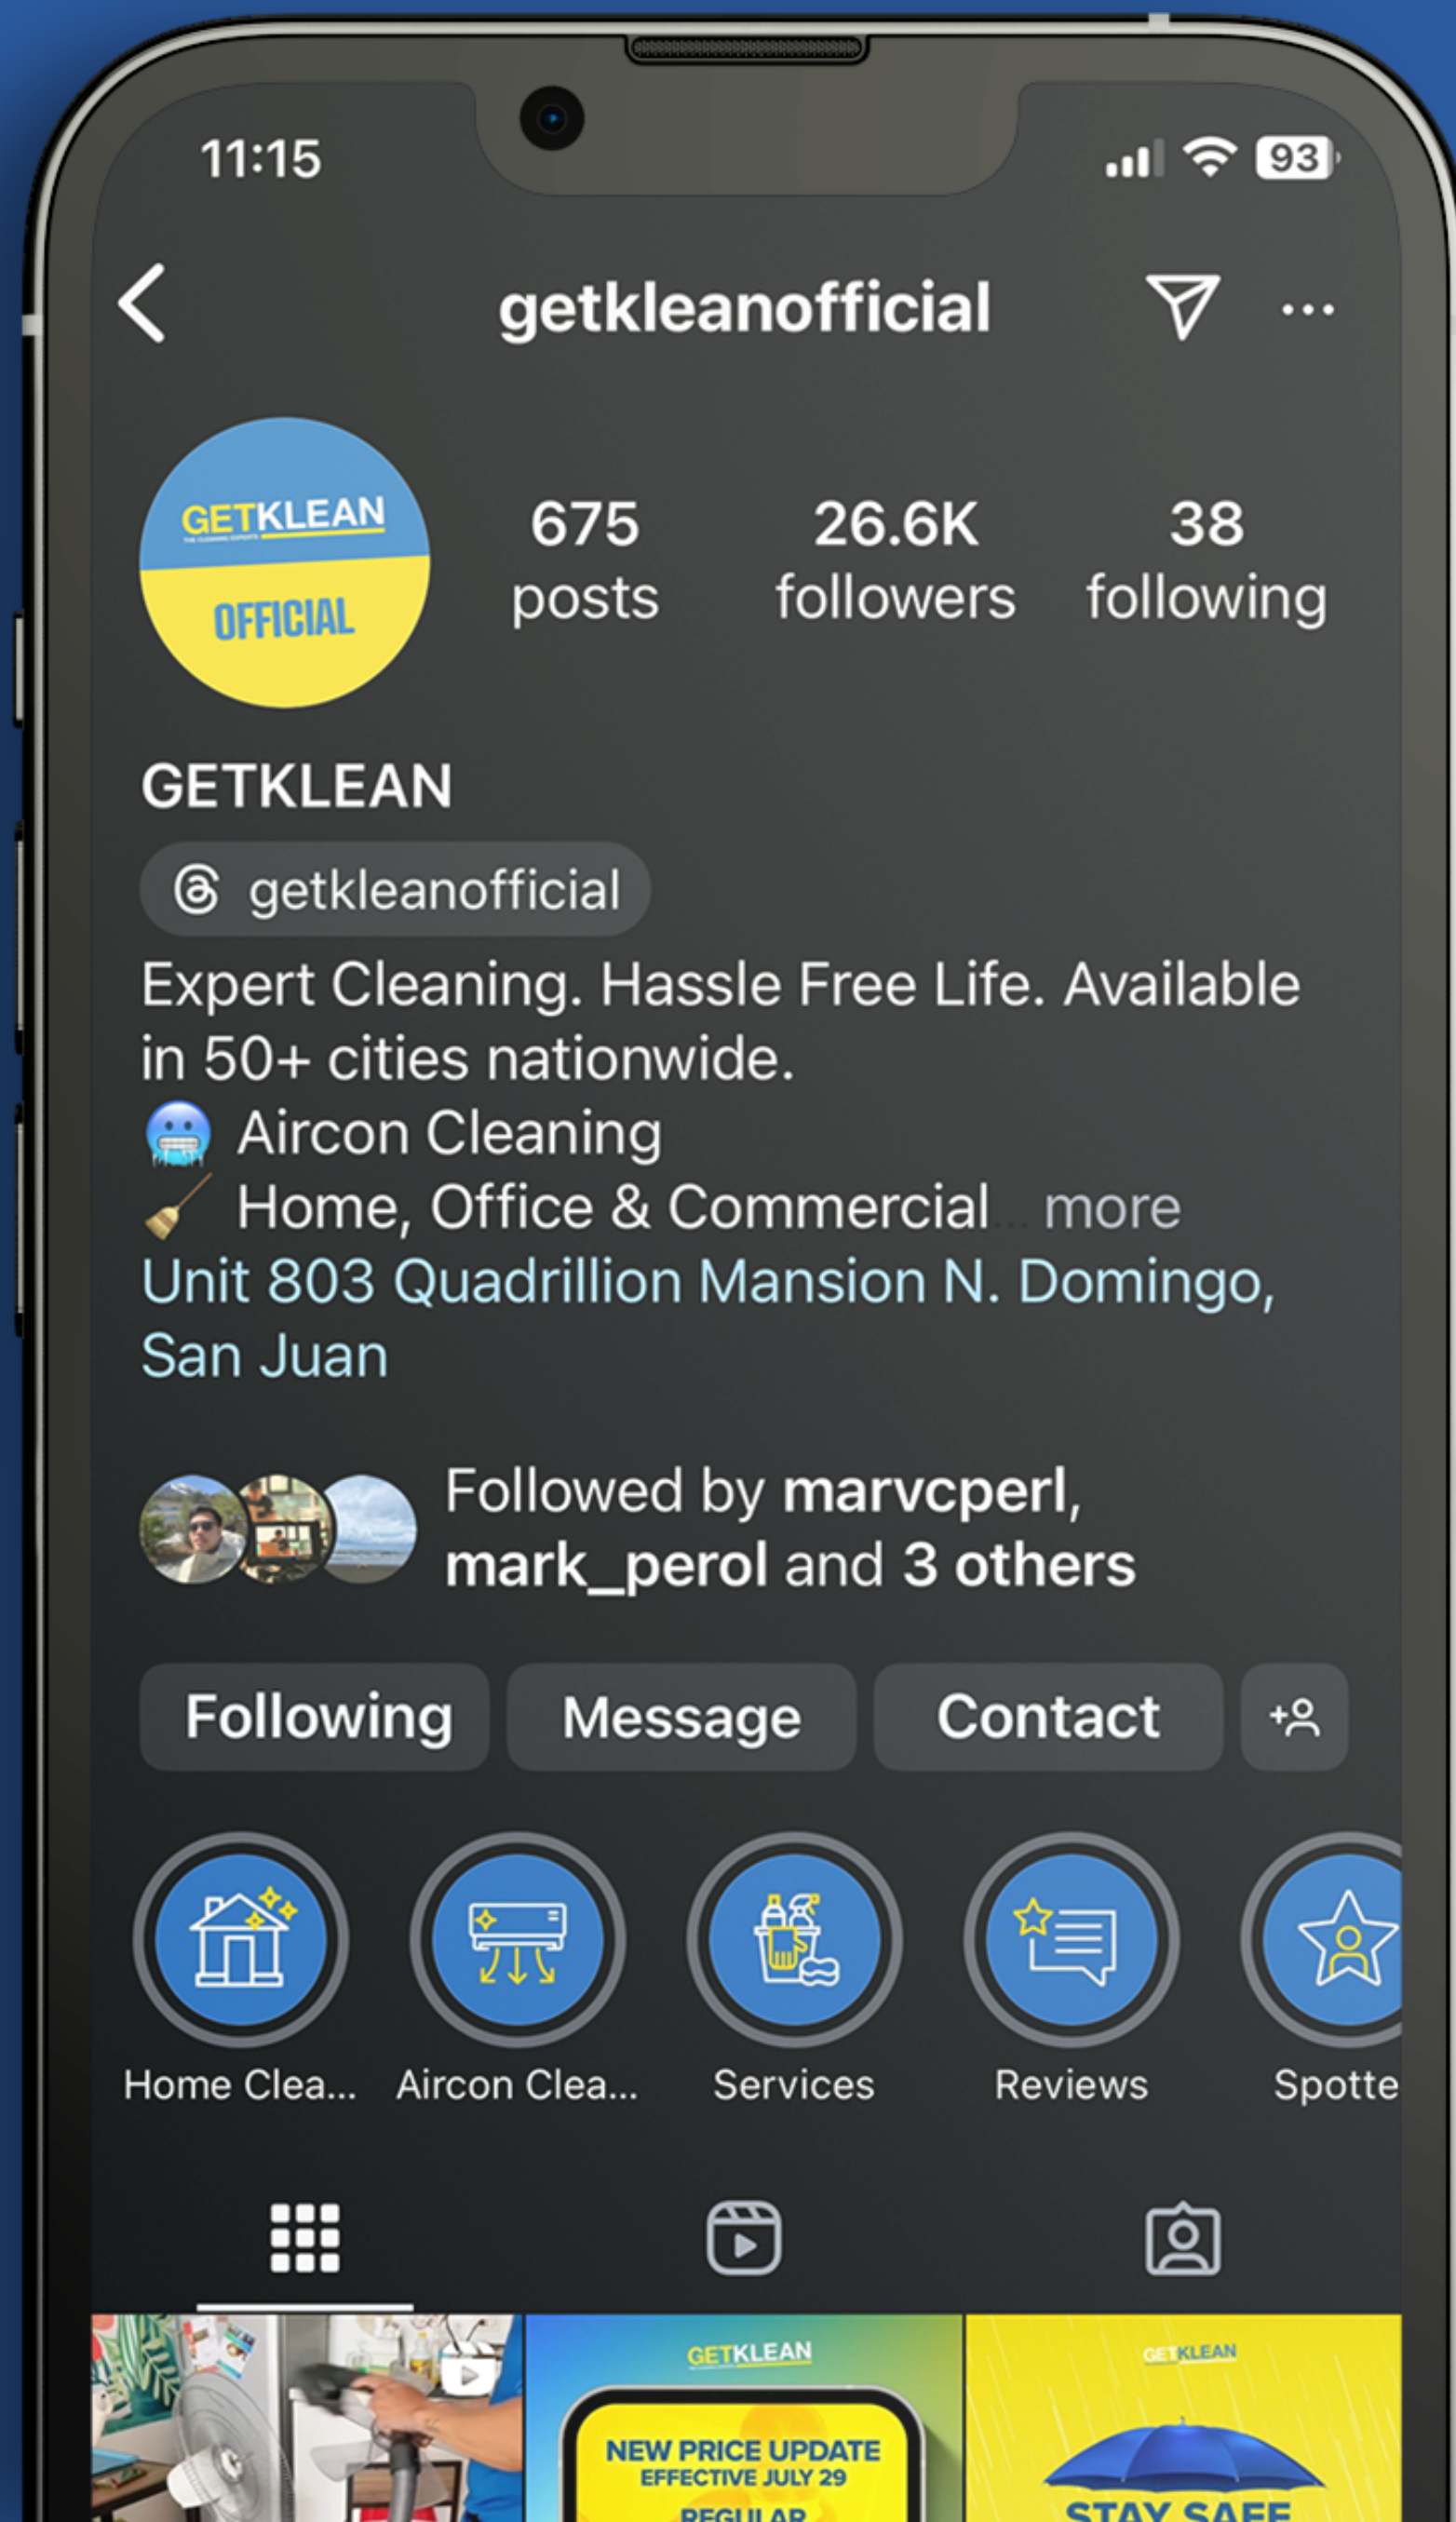 11:15
93
getkleanofficial
GETKLEAN
OFFICIAL
675
posts
26.6K
followers
38
following
GETKLEAN
getkleanofficial
Expert Cleaning. Hassle Free Life. Available
in 50+ cities nationwide.
🥶 Aircon Cleaning
🧹 Home, Office & Commercial... more
Unit 803 Quadrillion Mansion N. Domingo,
San Juan
Followed by marvcperl,
mark_perol and 3 others
Following
Message
Contact
Home Clea...
Aircon Clea...
Services
Reviews
Spotte
GETKLEAN
NEW PRICE UPDATE
EFFECTIVE JULY 29
REGULAR
GETKLEAN
STAY SAFE